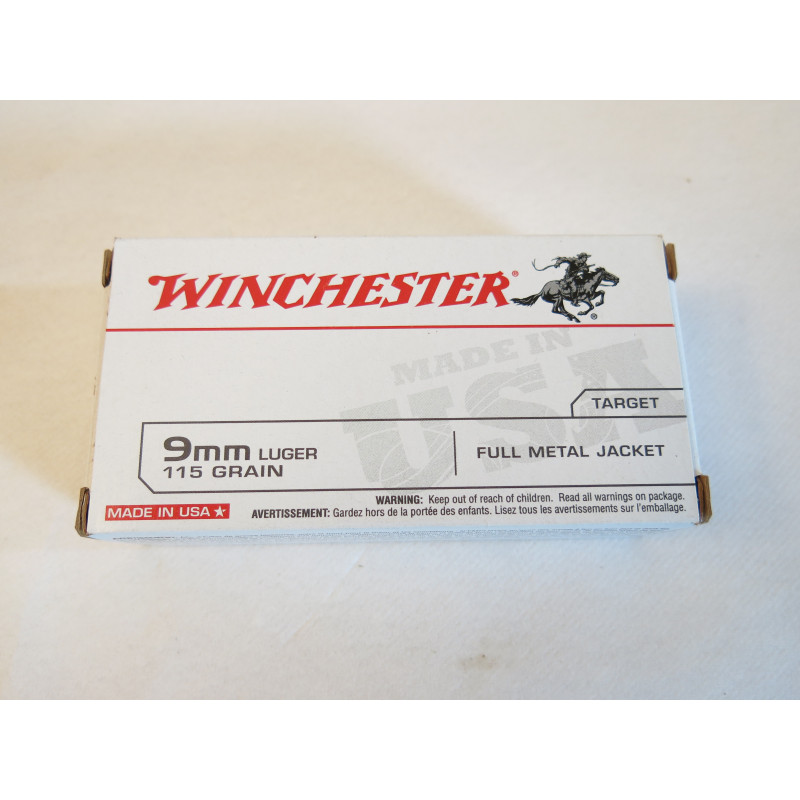 WINCHESTER®
®
MADE IN
USA
TARGET
9mm LUGER
115 GRAIN
FULL METAL JACKET
WARNING: Keep out of reach of children. Read all warnings on package.
MADE IN USA ★
AVERTISSEMENT: Gardez hors de la portée des enfants. Lisez tous les avertissements sur l'emballage.